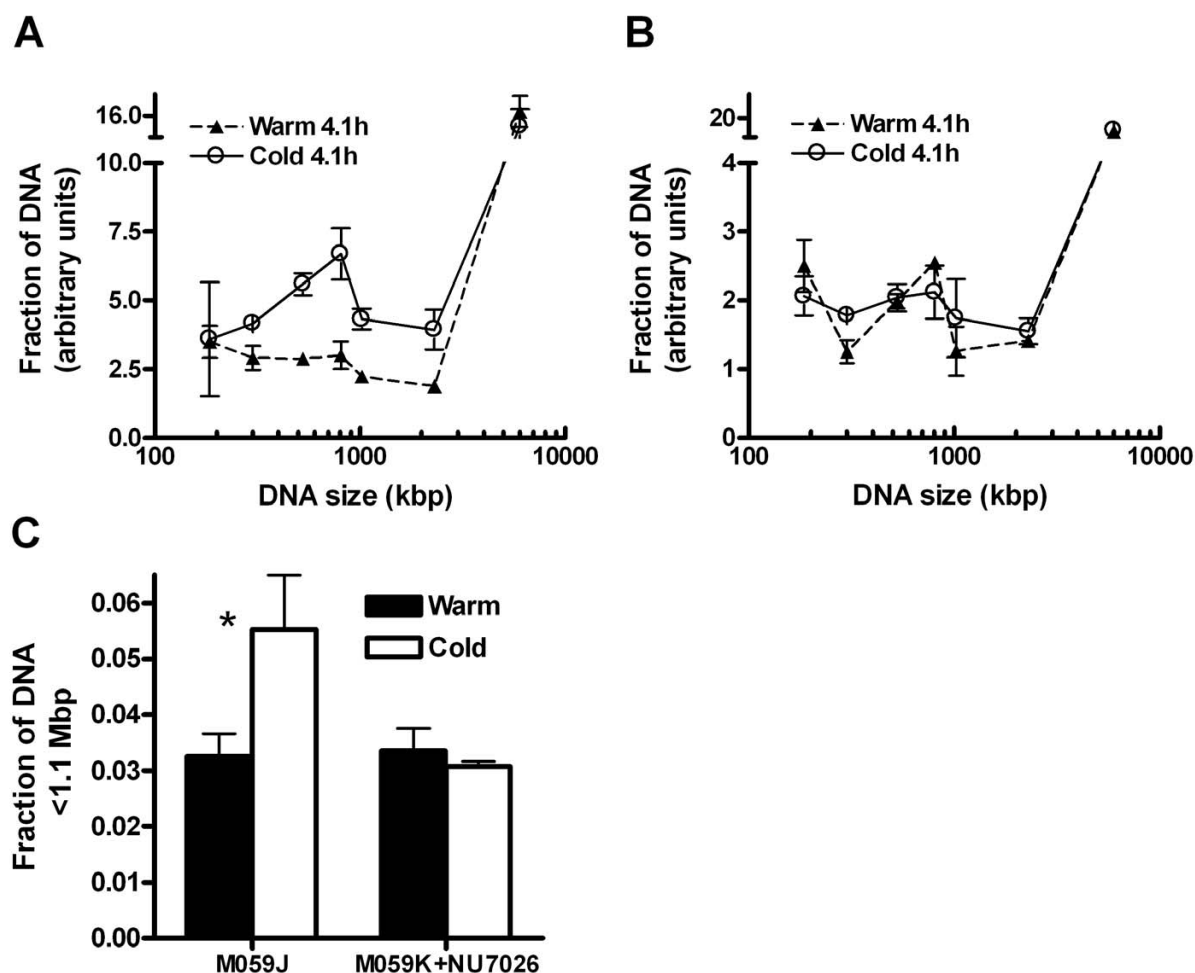 A
16.0
10.0
7.5
5.0
2.5
0.0
Fraction of DNA
(arbitrary units)
Warm 4.1h
Cold 4.1h
100
1000
10000
DNA size (kbp)
B
20
4
3
2
1
0
Fraction of DNA
(arbitrary units)
Warm 4.1h
Cold 4.1h
100
1000
10000
DNA size (kbp)
C
0.06
0.05
0.04
0.03
0.02
0.01
0.00
Fraction of DNA
<1.1 Mbp
*
Warm
Cold
M059J
M059K+NU7026